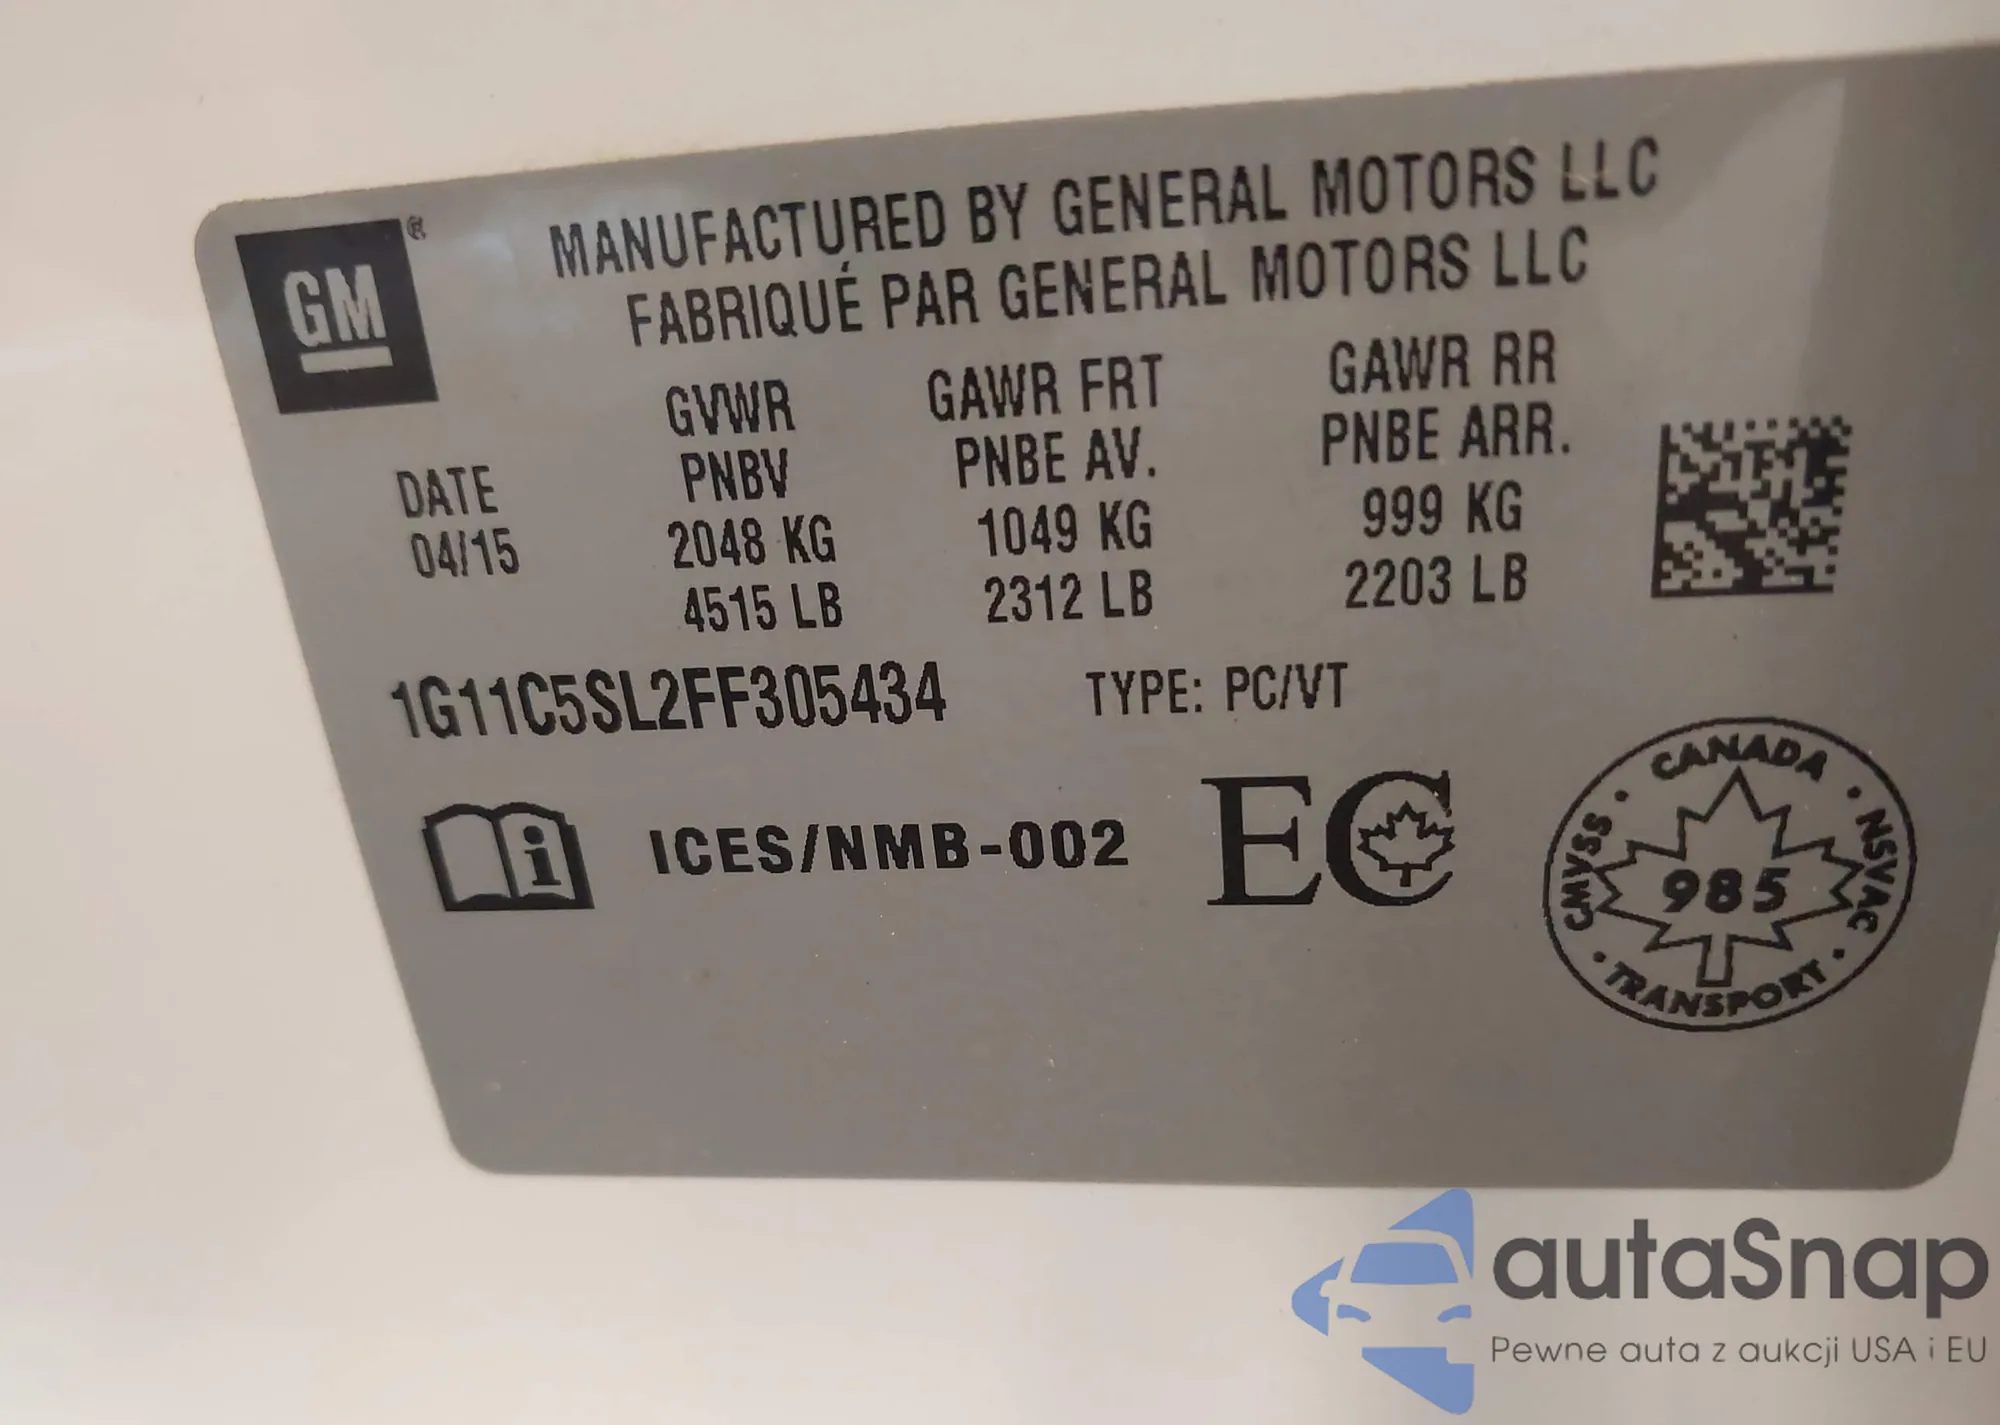 GM®
MANUFACTURED BY GENERAL MOTORS LLC
FABRIQUÉ PAR GENERAL MOTORS LLC
DATE
04/15
GVWR
PNBV
2048 KG
4515 LB
GAWR FRT
PNBE AV.
1049 KG
2312 LB
GAWR RR
PNBE ARR.
999 KG
2203 LB
1G11C5SL2FF305434
TYPE: PC/VT
i
ICES/NMB-002
EC
CANADA
CMVSS · NSVAC
985
TRANSPORT
autaSnap
Pewne auta z aukcji USA i EU